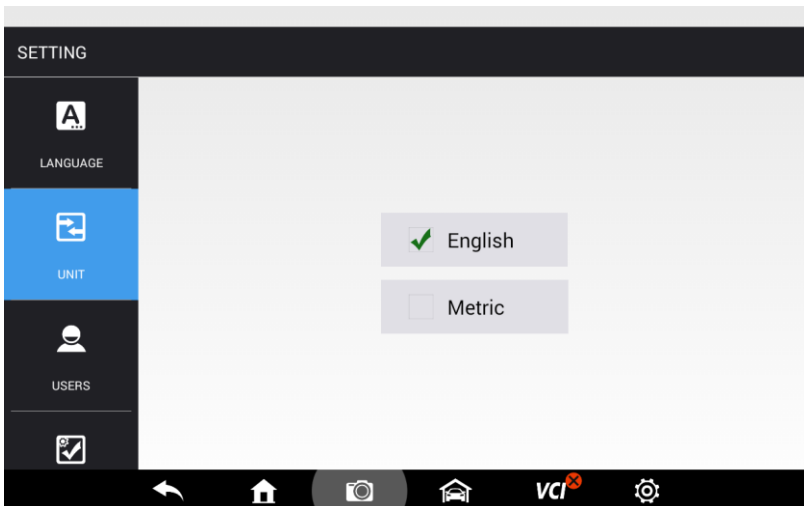 SETTING
A
LANGUAGE
UNIT
USERS
English
Metric
VCI